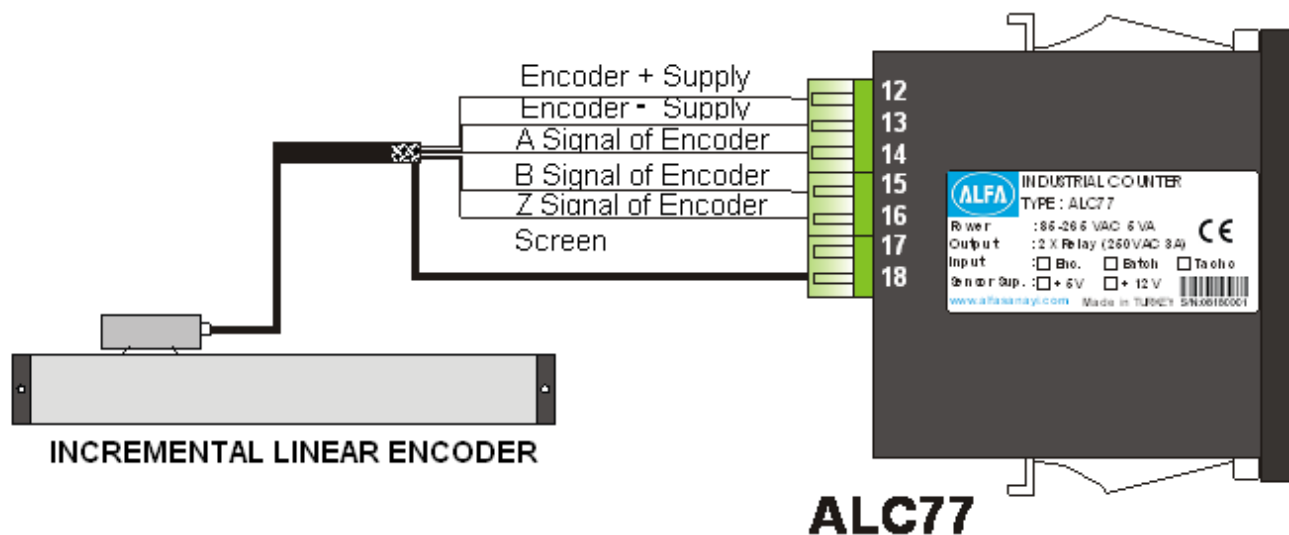 Encoder + Supply
12
Encoder - Supply
13
A Signal of Encoder
14
B Signal of Encoder
15
Z Signal of Encoder
16
Screen
17
18
ALFA
INDUSTRIAL COUNTER
TYPE : ALC77
Power : 85-265 VAC 5 VA
CE
Output : 2 X Relay (250VAC 3A)
Input : Enc. Batch Tacho
Sensor Sup. : + 5V + 12 V
www.alfasanayi.com Made in TURKEY S/N:06160001
INCREMENTAL LINEAR ENCODER
ALC77